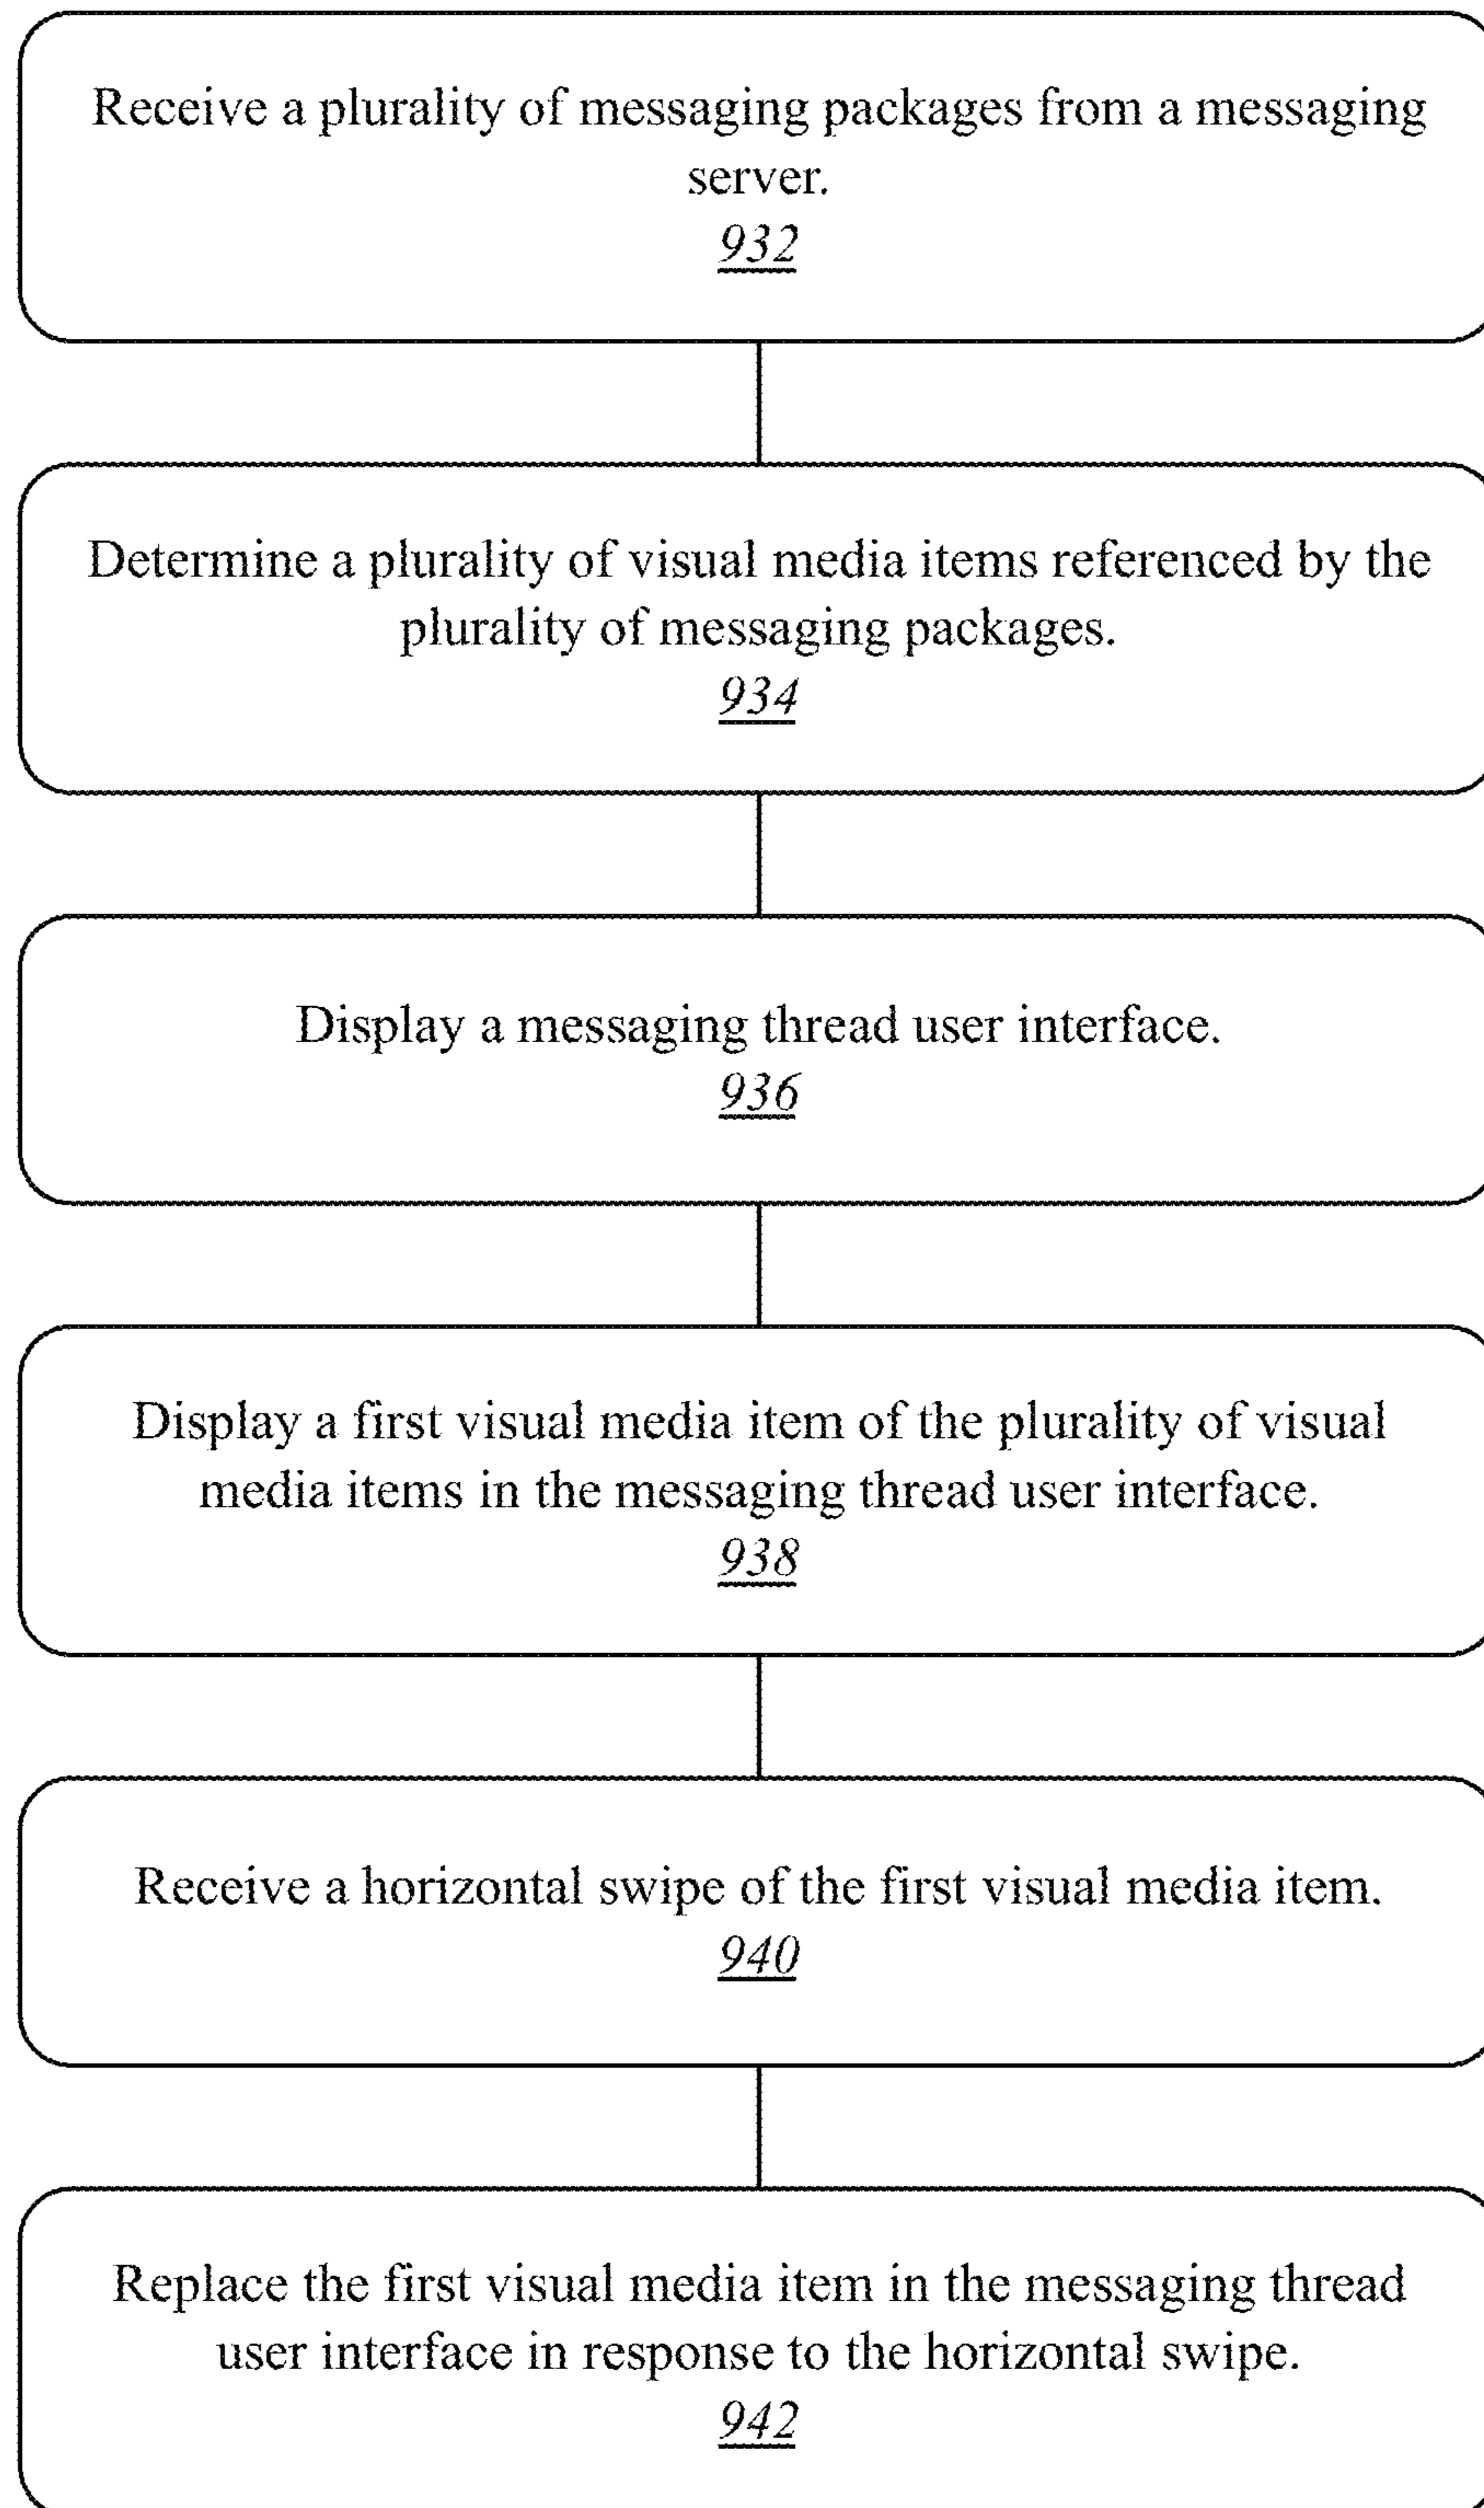 Receive a plurality of messaging packages from a messaging
server.
932
Determine a plurality of visual media items referenced by the
plurality of messaging packages.
934
Display a messaging thread user interface.
936
Display a first visual media item of the plurality of visual
media items in the messaging thread user interface.
938
Receive a horizontal swipe of the first visual media item.
940
Replace the first visual media item in the messaging thread
user interface in response to the horizontal swipe.
942